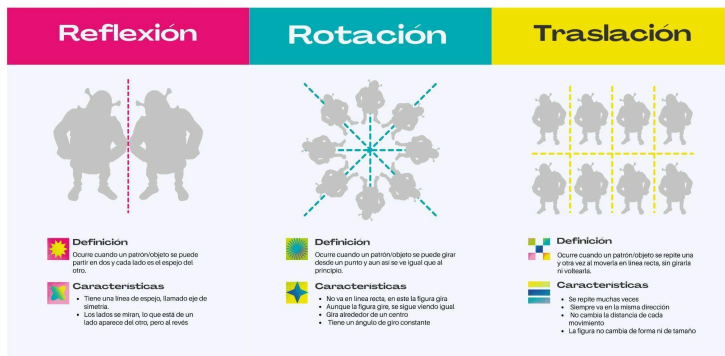 Reflexión
Definición
Ocurre cuando un patrón/objeto se puede
partir en dos y cada lado es el espejo del
otro.
Características
• Tiene una línea de espejo, llamado eje de
simetría.
• Los lados se miran, lo que está de un
lado aparece del otro, pero al revés
Rotación
Definición
Ocurre cuando un patrón/objeto se puede girar
desde un punto y aun así se ve igual que al
principio.
Características
• No va en línea recta, en este la figura gira
• Aunque la figura gire, se sigue viendo igual
• Gira alrededor de un centro
• Tiene un ángulo de giro constante
Traslación
Definición
Ocurre cuando un patrón/objeto se repite una
y otra vez al moverla en línea recta, sin girarla
ni voltearla.
Características
• Se repite muchas veces
• Siempre va en la misma dirección
• No cambia la distancia de cada
movimiento
• La figura no cambia de forma ni de tamaño